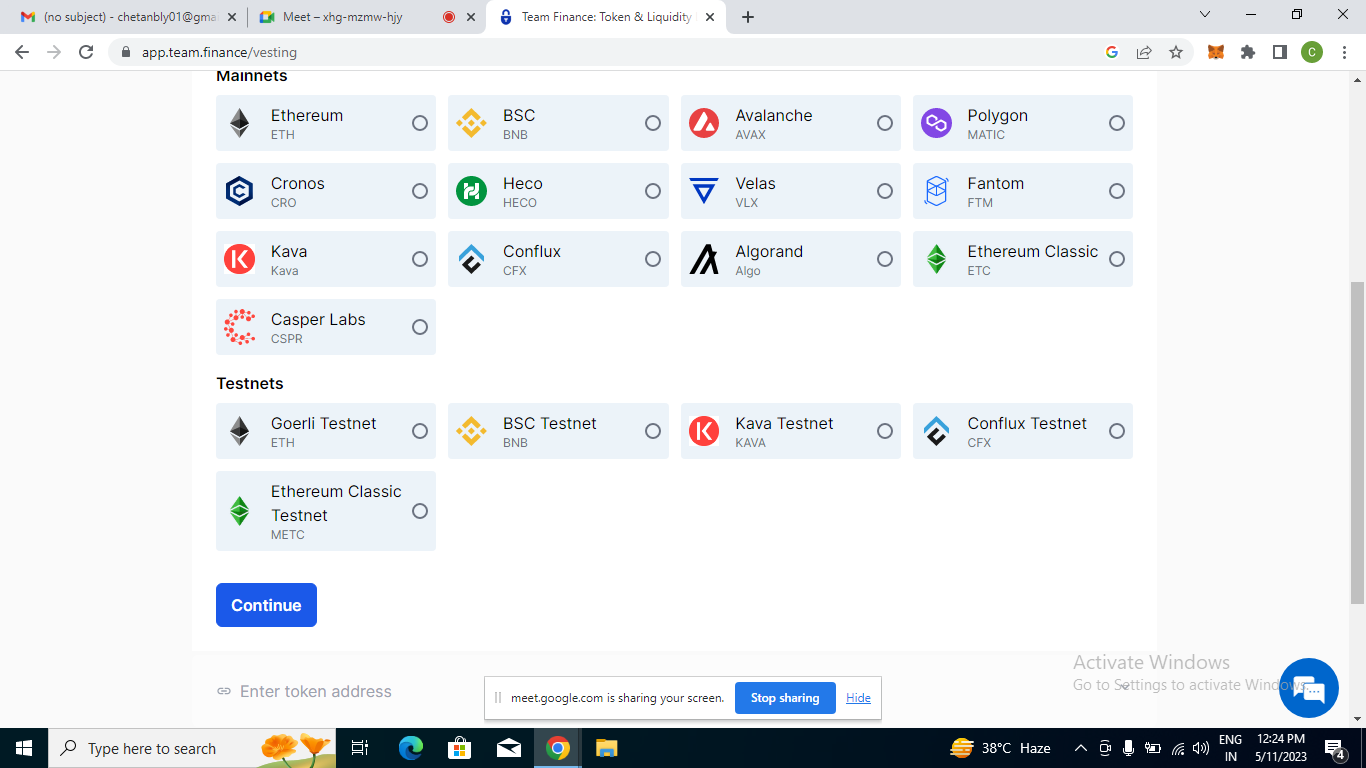 (no subject) - chetanbly01@gma
Meet – xhg-mzmw-hjy
Team Finance: Token & Liquidity
app.team.finance/vesting
G
C
Mainnets
Ethereum
ETH
BSC
BNB
Avalanche
AVAX
Polygon
MATIC
Cronos
CRO
Heco
HECO
Velas
VLX
Fantom
FTM
Kava
Kava
Conflux
CFX
Algorand
Algo
Ethereum Classic
ETC
Casper Labs
CSPR
Testnets
Goerli Testnet
ETH
BSC Testnet
BNB
Kava Testnet
KAVA
Conflux Testnet
CFX
Ethereum Classic
Testnet
METC
Continue
Enter token address
meet.google.com is sharing your screen.
Stop sharing
Hide
Activate Windows
Go to Settings to activate Windows.
Type here to search
38°C Haze
ENG
IN
12:24 PM
5/11/2023
4